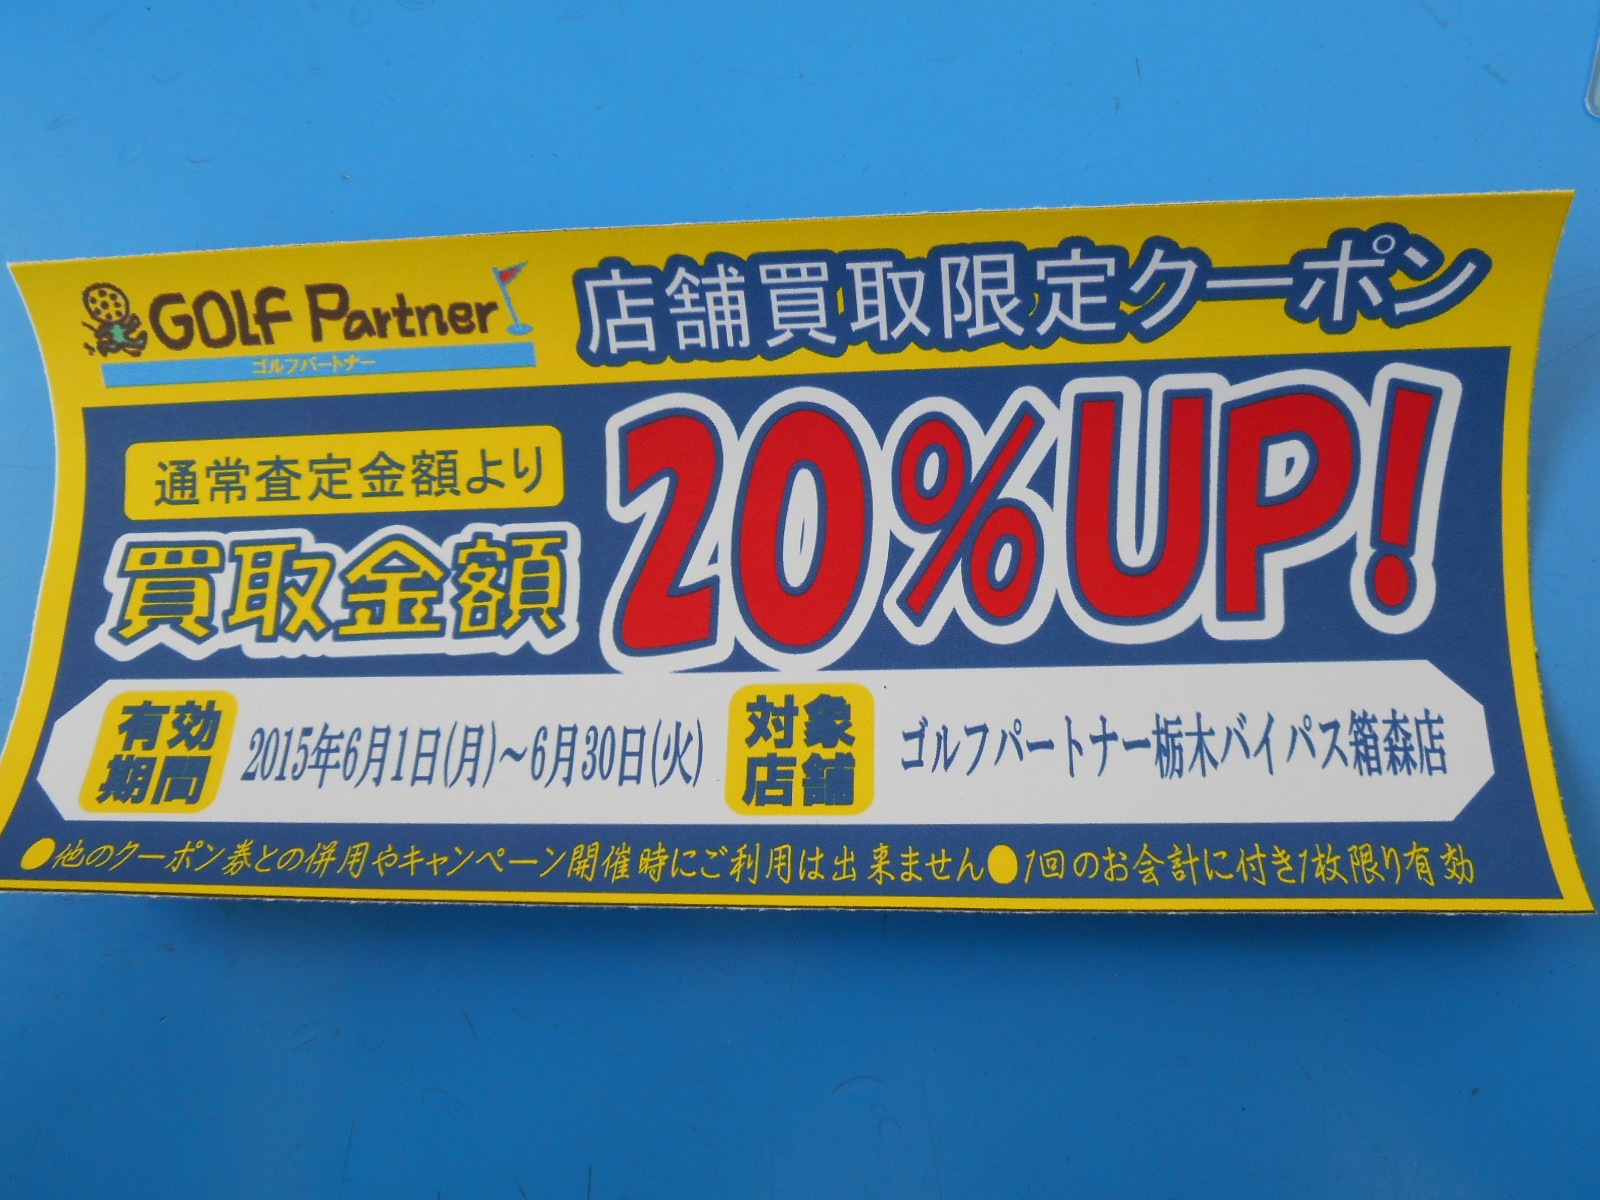 GOLF Partner
ゴルフパートナー
店舗買取限定クーポン
通常査定金額より
買取金額
20%UP!
有効期間
2015年6月1日(月)~6月30日(火)
対象店舗
ゴルフパートナー栃木バイパス箱森店
●他のクーポン券との併用やキャンペーン開催時にご利用は出来ません●1回のお会計に付き1枚限り有効